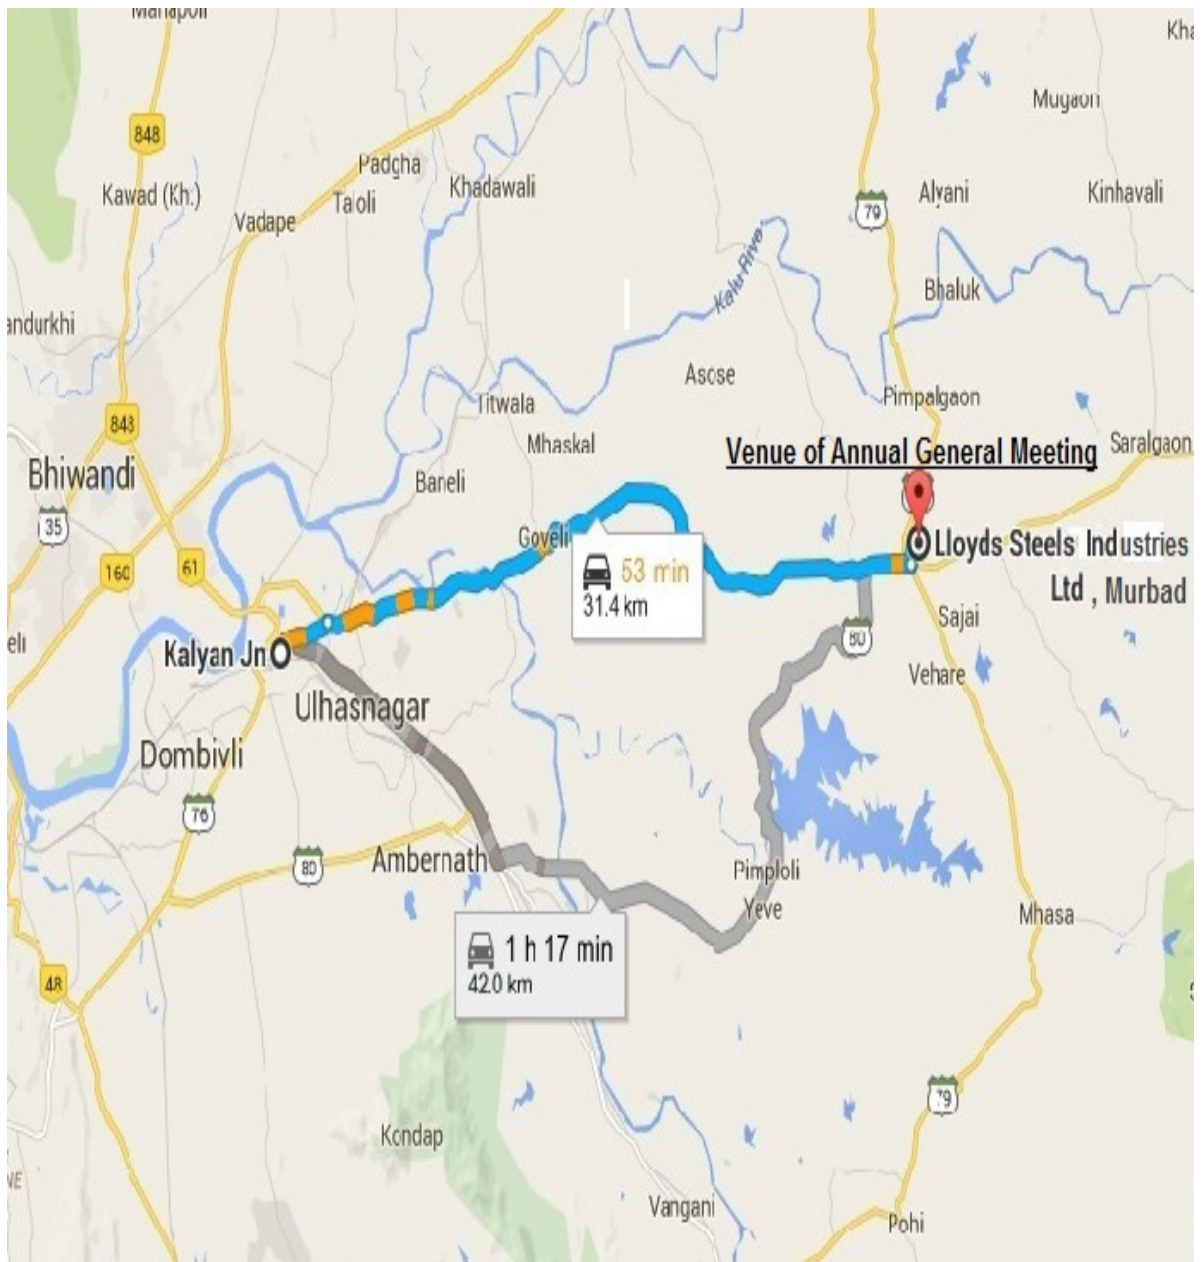 Manapoli
Kha
848
Mugaon
Padgha
Khadawali
Kawad (Kh.)
Taloli
Alyani
Kinhavali
79
Vadape
Kalu River
Bhaluk
andurkhi
Asose
Pimpalgaon
Titwala
848
Mhaskal
Venue of Annual General Meeting
Saralgaon
Bhiwandi
Baneli
35
Goveli
Lloyds Steels Industries
Ltd , Murbad
53 min
31.4 km
160
61
Sajai
80
eli
Kalyan Jn
Vehare
Ulhasnagar
Dombivli
76
80
Ambernath
Pimploli
Yeve
Mhasa
1 h 17 min
42.0 km
48
79
Kondap
NE
Vangani
Pohi